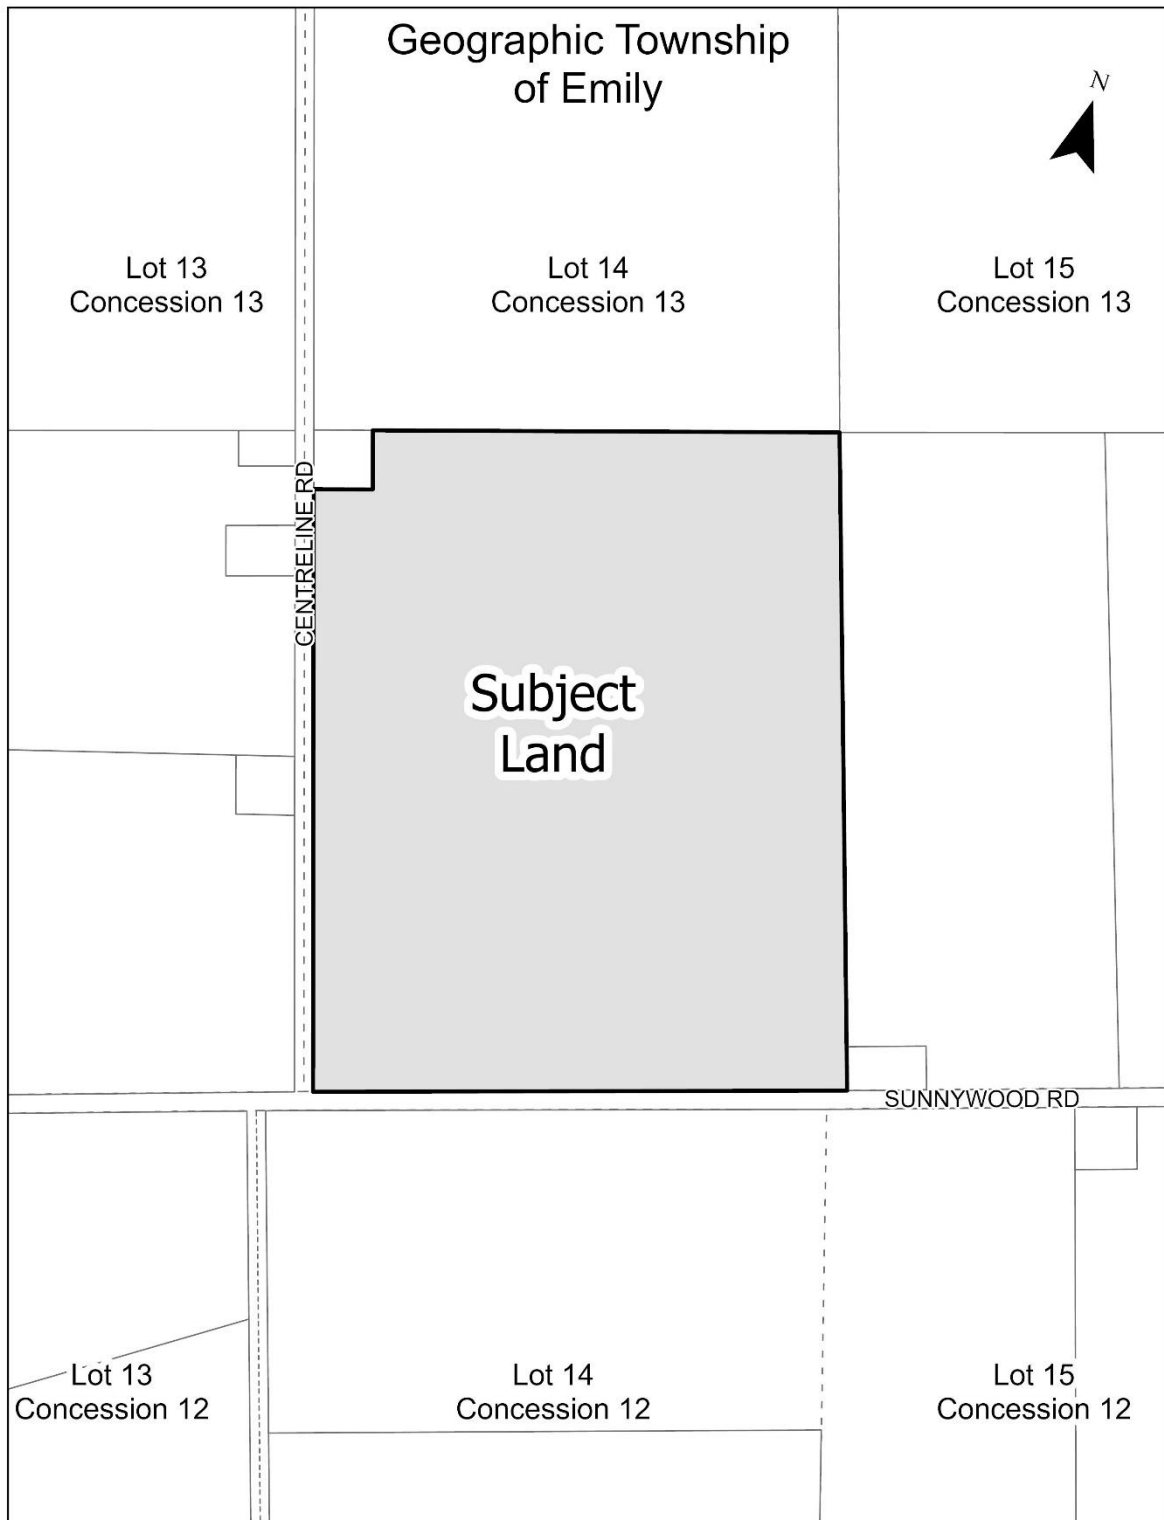 Geographic Township
of Emily
N
Lot 13
Concession 13
Lot 14
Concession 13
Lot 15
Concession 13
CENTRELINE RD
Subject
Land
SUNNYWOOD RD
Lot 13
Concession 12
Lot 14
Concession 12
Lot 15
Concession 12